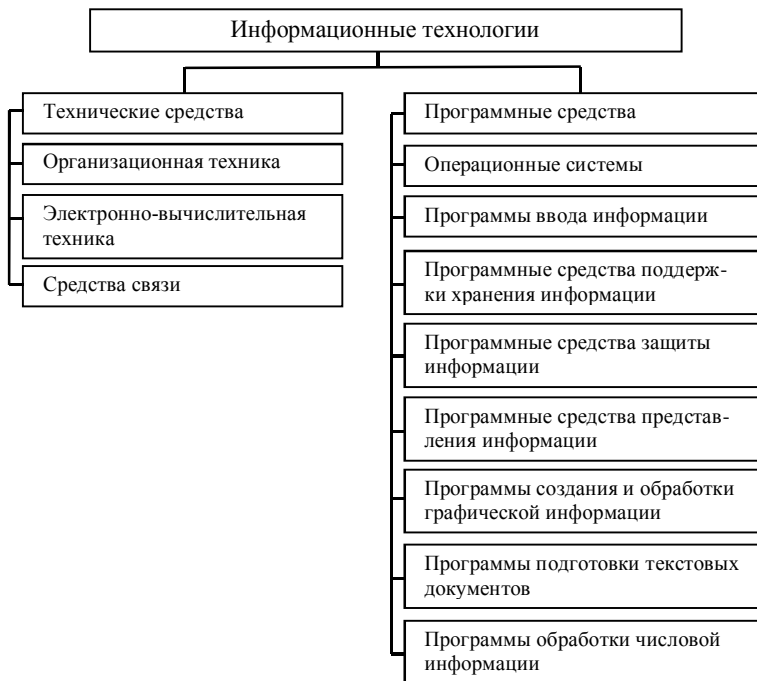 Информационные технологии
Технические средства
Организационная техника
Электронно-вычислительная
техника
Средства связи
Программные средства
Операционные системы
Программы ввода информации
Программные средства поддерж-
ки хранения информации
Программные средства защиты
информации
Программные средства представ-
ления информации
Программы создания и обработки
графической информации
Программы подготовки текстовых
документов
Программы обработки числовой
информации